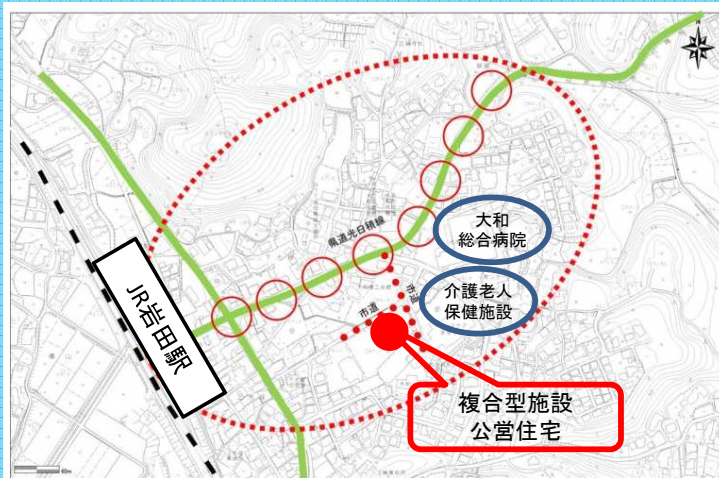 県道光日積線
大和
総合病院
介護老人
保健施設
市道
市道
JR岩田駅
複合型施設
公営住宅